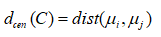 d_cen (C) = dist(μ_i, μ_j)